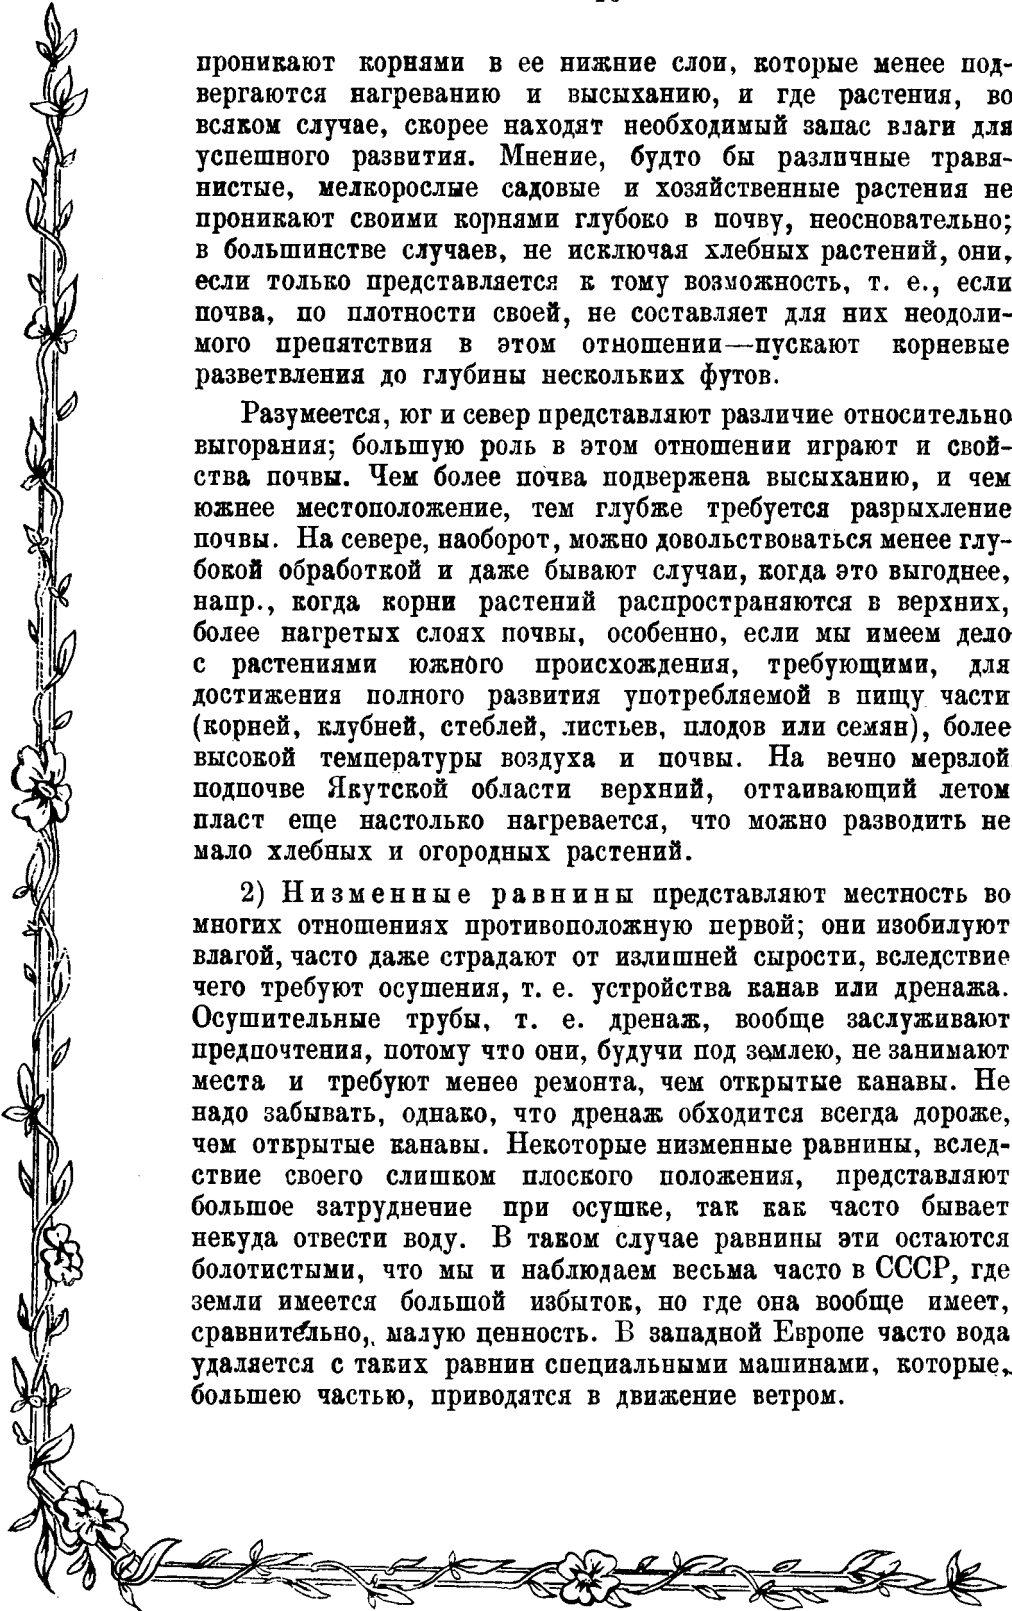 проникают корнями в ее нижние слои, которые менее под-
вергаются нагреванию и высыханию, и где растения, во
всяком случае, скорее находят необходимый запас влаги для
успешного развития. Мнение, будто бы различные травя-
нистые, мелкорослые садовые и хозяйственные растения не
проникают своими корнями глубоко в почву, неосновательно;
в большинстве случаев, не исключая хлебных растений, они,
если только представляется к тому возможность, т. е., если
почва, по плотности своей, не составляет для них неодоли-
мого препятствия в этом отношении—пускают корневые
разветвления до глубины нескольких футов.
Разумеется, юг и север представляют различие относительно
выгорания; большую роль в этом отношении играют и свой-
ства почвы. Чем более почва подвержена высыханию, и чем
южнее местоположение, тем глубже требуется разрыхление
почвы. На севере, наоборот, можно довольствоваться менее глу-
бокой обработкой и даже бывают случаи, когда это выгоднее,
напр., когда корни растений распространяются в верхних,
более нагретых слоях почвы, особенно, если мы имеем дело
с растениями южного происхождения, требующими, для
достижения полного развития употребляемой в пищу части
(корней, клубней, стеблей, листьев, плодов или семян), более
высокой температуры воздуха и почвы. На вечно мерзлой
подпочве Якутской области верхний, оттаивающий летом
пласт еще настолько нагревается, что можно разводить не
мало хлебных и огородных растений.
2) Низменные равнины представляют местность во
многих отношениях противоположную первой; они изобилуют
влагой, часто даже страдают от излишней сырости, вследствие
чего требуют осушения, т. е. устройства канав или дренажа.
Осушительные трубы, т. е. дренаж, вообще заслуживают
предпочтения, потому что они, будучи под землею, не занимают
места и требуют менее ремонта, чем открытые канавы. Не
надо забывать, однако, что дренаж обходится всегда дороже,
чем открытые канавы. Некоторые низменные равнины, вслед-
ствие своего слишком плоского положения, представляют
большое затруднение при осушке, так как часто бывает
некуда отвести воду. В таком случае равнины эти остаются
болотистыми, что мы и наблюдаем весьма часто в СССР, где
земли имеется большой избыток, но где она вообще имеет,
сравнительно, малую ценность. В западной Европе часто вода
удаляется с таких равнин специальными машинами, которые,
большею частью, приводятся в движение ветром.